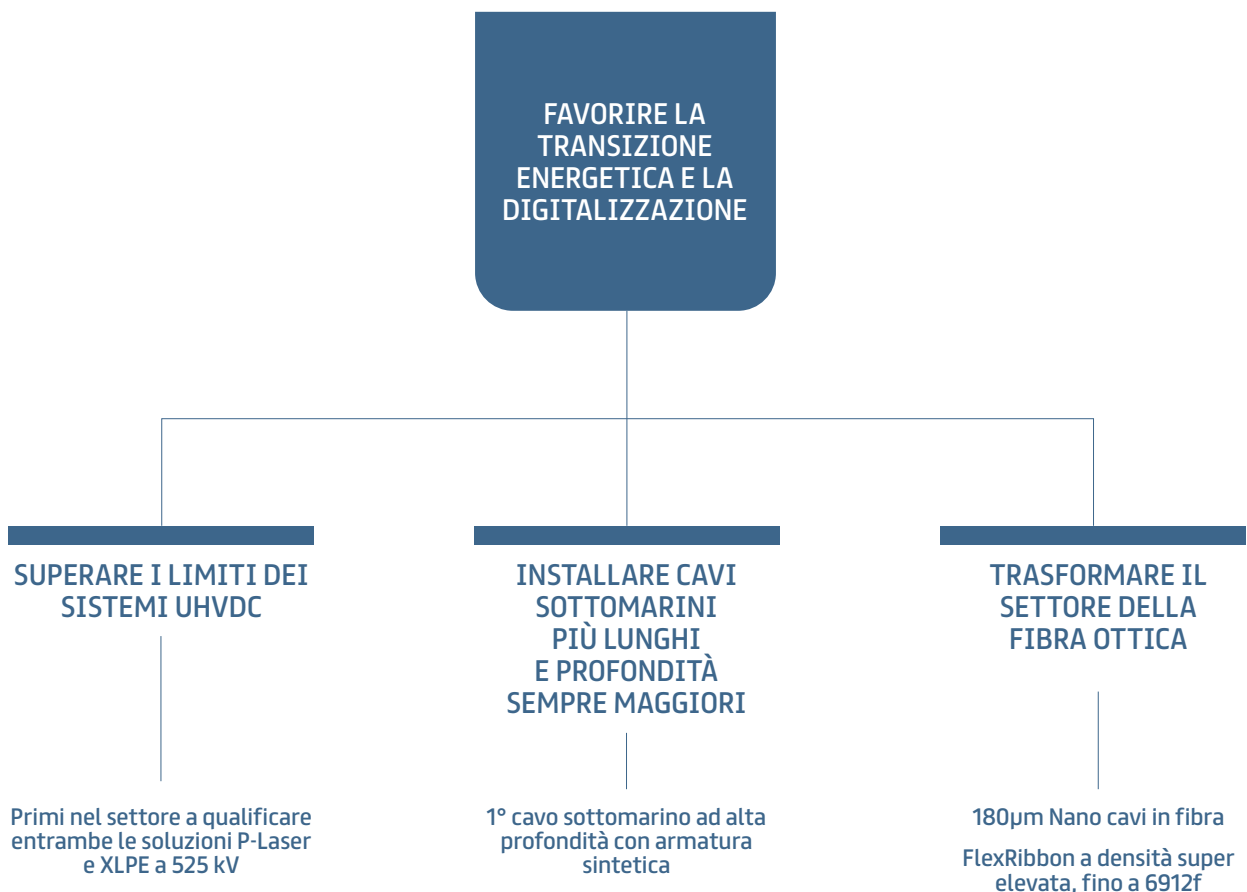 FAVORIRE LA
TRANSIZIONE
ENERGETICA E LA
DIGITALIZZAZIONE
SUPERARE I LIMITI DEI
SISTEMI UHVDC
Primi nel settore a qualificare
entrambe le soluzioni P-Laser
e XLPE a 525 kV
INSTALLARE CAVI
SOTTOMARINI
PIÙ LUNGHI
E PROFONDITÀ
SEMPRE MAGGIORI
1° cavo sottomarino ad alta
profondità con armatura
sintetica
TRASFORMARE IL
SETTORE DELLA
FIBRA OTTICA
180µm Nano cavi in fibra
FlexRibbon a densità super
elevata, fino a 6912f